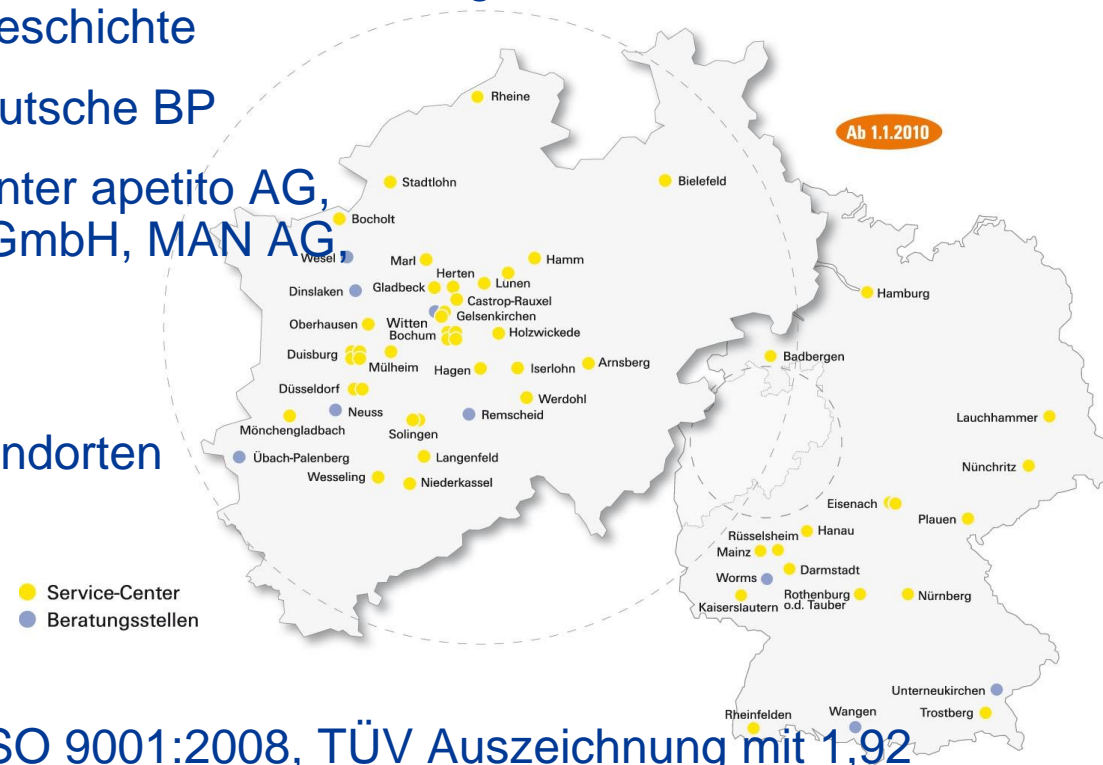 eschichte
utsche BP
nter apetito AG,
GmbH, MAN AG,
ndorten
SO 9001:2008, TÜV Auszeichnung mit 1,92
Ab 1.1.2010
Rheine
Stadtlohn
Bielefeld
Bocholt
Wesel
Marl
Hamm
Herten
Dinslaken
Gladbeck
Lünen
Castrop-Rauxel
Gelsenkirchen
Oberhausen
Witten
Bochum
Holzwickede
Duisburg
Mülheim
Hagen
Iserlohn
Arnsberg
Düsseldorf
Werdohl
Neuss
Remscheid
Mönchengladbach
Solingen
Übach-Palenberg
Langenfeld
Wesseling
Niederkassel
Hamburg
Badbergen
Lauchhammer
Nünchritz
Eisenach
Plauen
Hanau
Rüsselsheim
Mainz
Darmstadt
Worms
Rothenburg
o.d. Tauber
Nürnberg
Kaiserslautern
Unterneukirchen
Rheinfelden
Wangen
Trostberg
Service-Center
Beratungsstellen